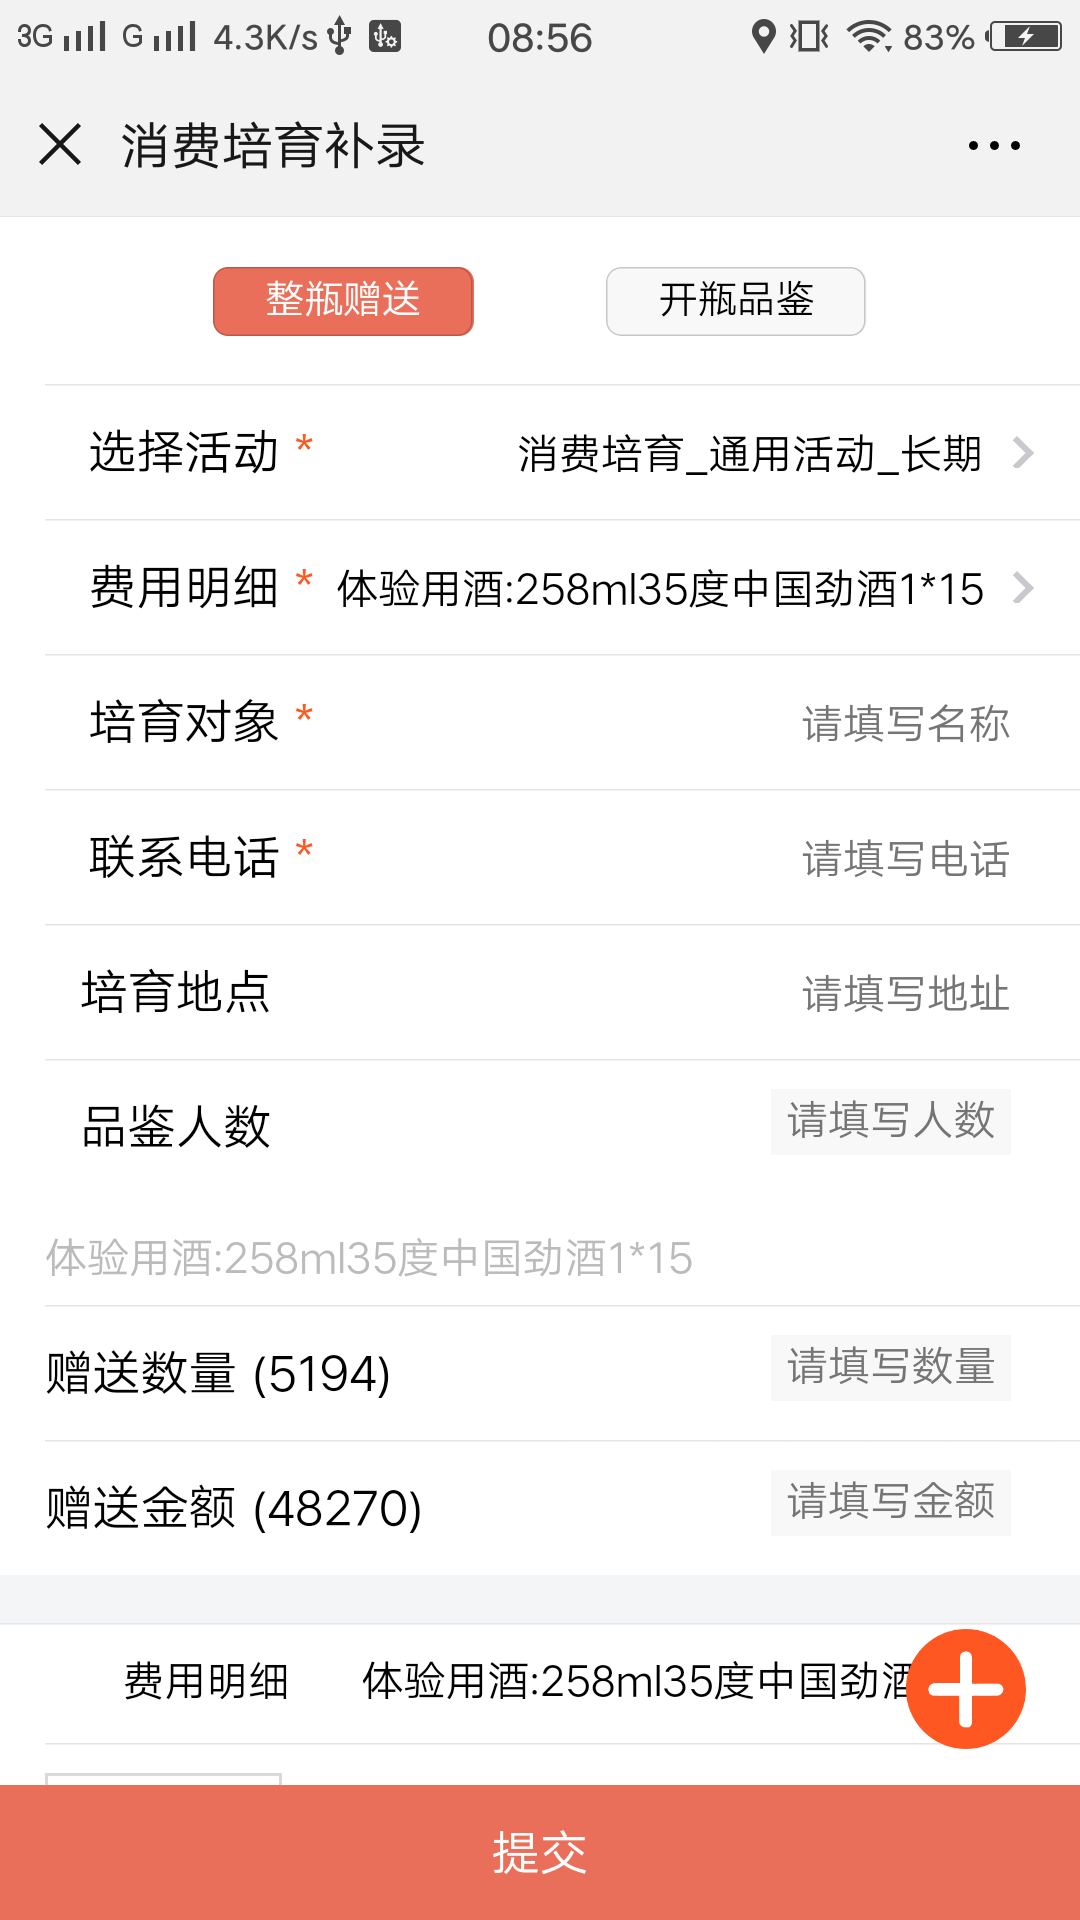 3G G 4.3K/s 08:56 83%
消费培育补录
整瓶赠送 开瓶品鉴
选择活动 * 消费培育_通用活动_长期
费用明细 * 体验用酒:258ml35度中国劲酒1*15
培育对象 * 请填写名称
联系电话 * 请填写电话
培育地点 请填写地址
品鉴人数 请填写人数
体验用酒:258ml35度中国劲酒1*15
赠送数量 (5194) 请填写数量
赠送金额 (48270) 请填写金额
费用明细 体验用酒:258ml35度中国劲酒
提交